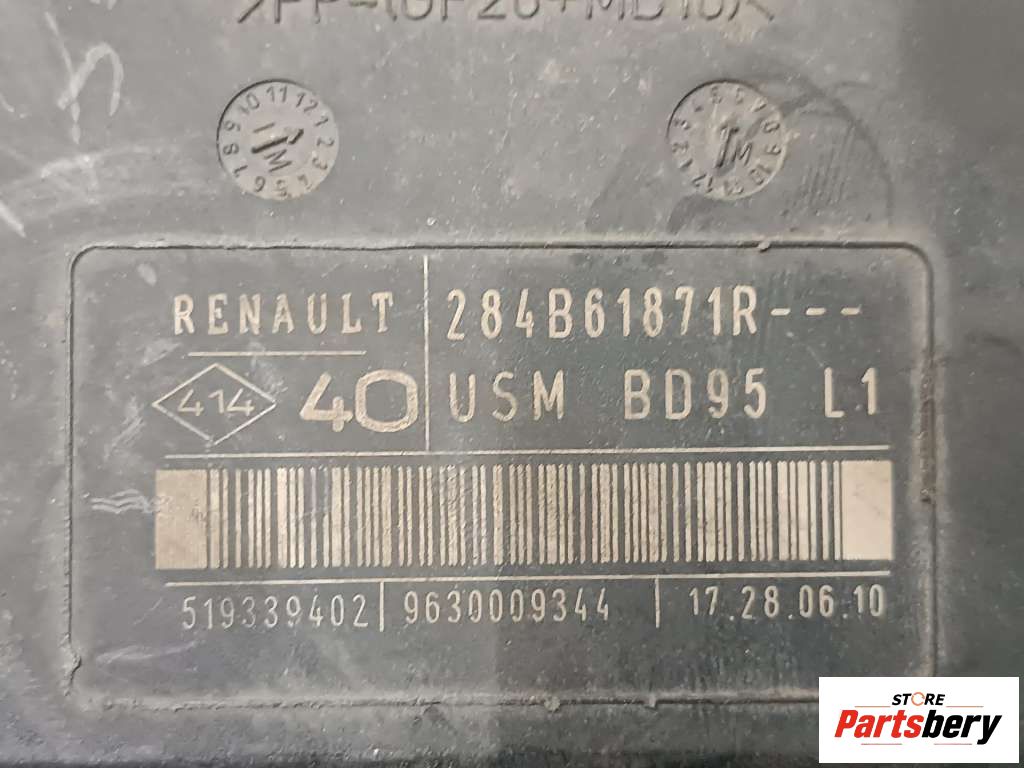 RENAULT 284B61871R---
414 40 USM BD95 L1
519339402 9630009344 17.28.06.10
STORE
Partsbery